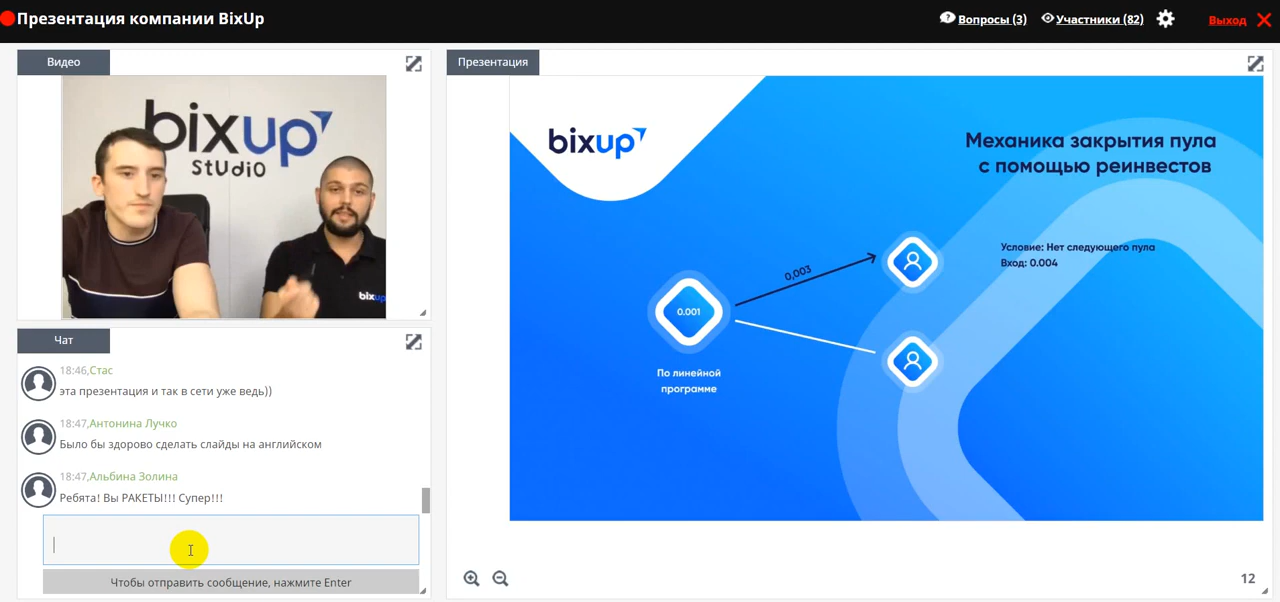 Презентация компании BixUp
Вопросы (3)
Участники (82)
Выход
Видео
bixup
StUdiO
bixup
Чат
18:46,Стас
эта презентация и так в сети уже ведь))
18:47,Антонина Лучко
Было бы здорово сделать слайды на английском
18:47,Альбина Золина
Ребята! Вы РАКЕТЫ!!! Супер!!!
Чтобы отправить сообщение, нажмите Enter
Презентация
bixup
Механика закрытия пула
с помощью реинвестов
Условие: Нет следующего пула
Вход: 0.004
0,003
0.001
По линейной
программе
12